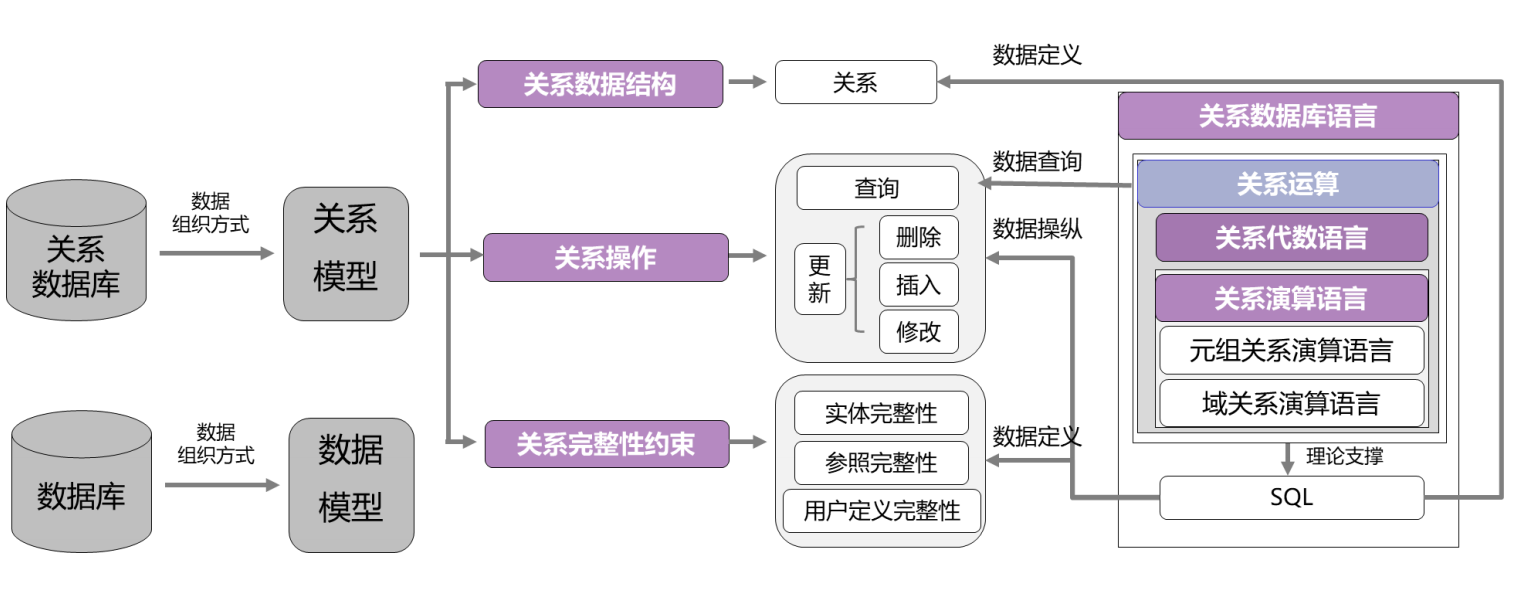 关系
数据库
数据
组织方式
关系
模型
数据库
数据
组织方式
数据
模型
关系数据结构
关系
数据定义
关系操作
查询
更
新
删除
插入
修改
数据查询
数据操纵
关系完整性约束
实体完整性
参照完整性
用户定义完整性
数据定义
关系数据库语言
关系运算
关系代数语言
关系演算语言
元组关系演算语言
域关系演算语言
理论支撑
SQL